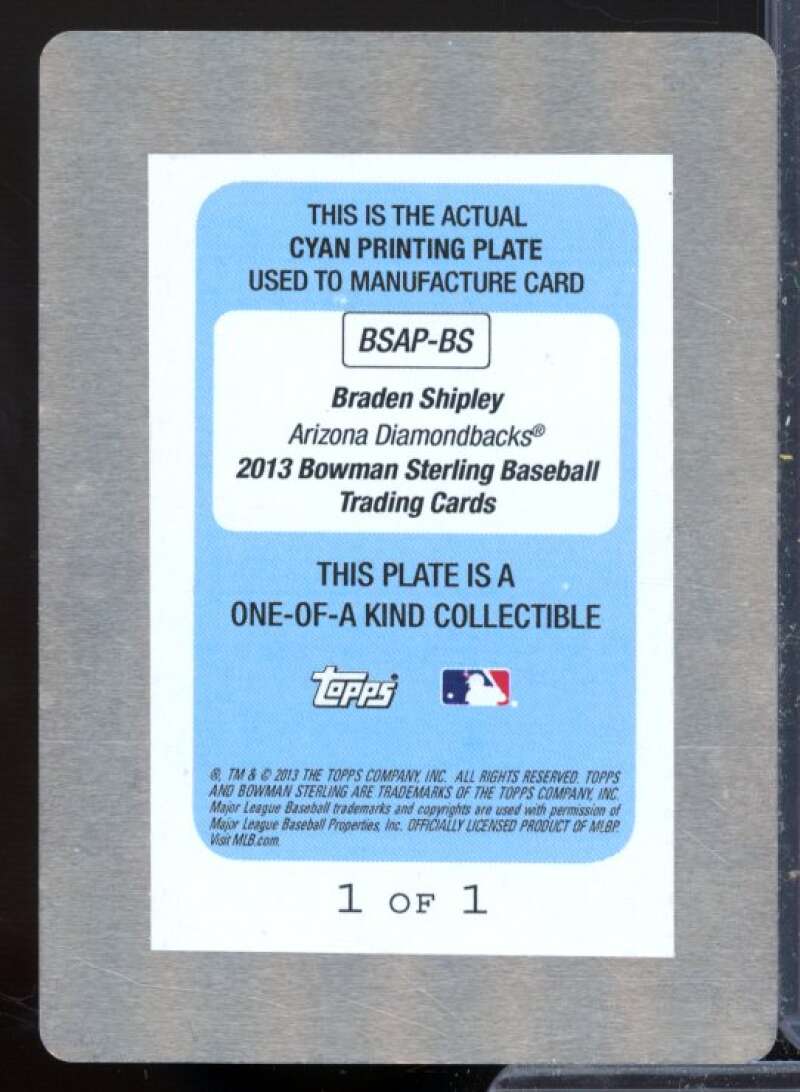 THIS IS THE ACTUAL
CYAN PRINTING PLATE
USED TO MANUFACTURE CARD
BSAP-BS
Braden Shipley
Arizona Diamondbacks®
2013 Bowman Sterling Baseball
Trading Cards
THIS PLATE IS A
ONE-OF-A KIND COLLECTIBLE
topps
®, TM & © 2013 THE TOPPS COMPANY, INC. ALL RIGHTS RESERVED. TOPPS
AND BOWMAN STERLING ARE TRADEMARKS OF THE TOPPS COMPANY, INC.
Major League Baseball trademarks and copyrights are used with permission of
Major League Baseball Properties, Inc. OFFICIALLY LICENSED PRODUCT OF MLBP.
Visit MLB.com.
1 OF 1